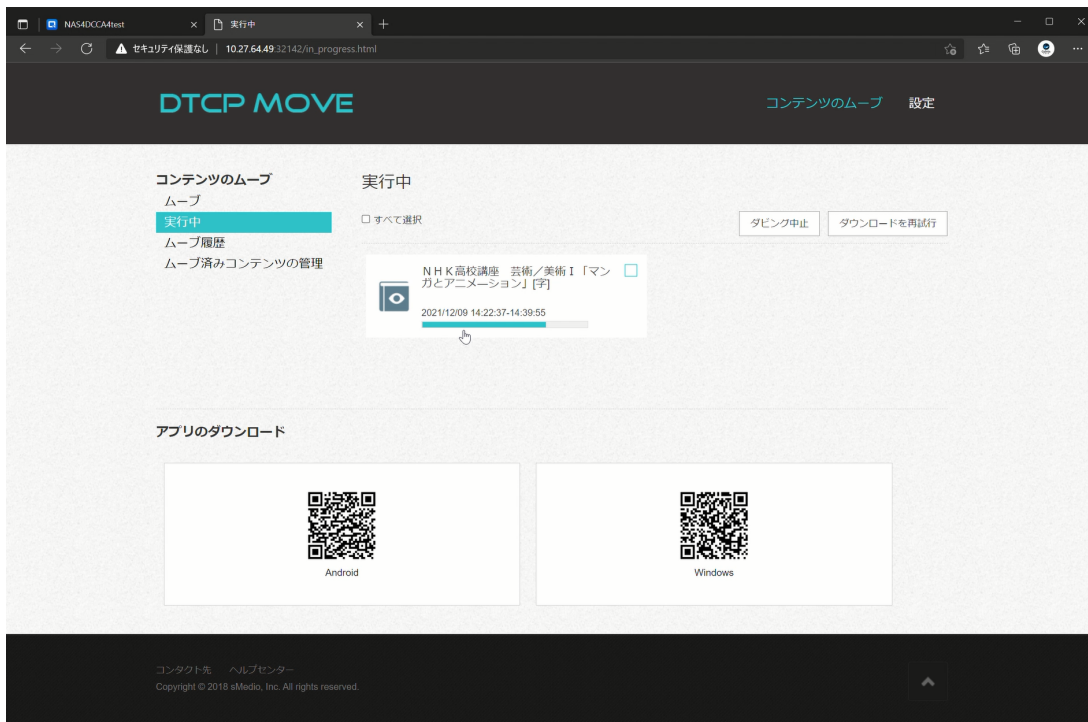 NAS4DCCA4test
実行中
セキュリティ保護なし | 10.27.64.49:32142/in_progress.html
DTCP MOVE
コンテンツのムーブ 設定
コンテンツのムーブ
ムーブ
実行中
ムーブ履歴
ムーブ済みコンテンツの管理
実行中
すべて選択
ダビング中止
ダウンロードを再試行
ＮＨＫ高校講座　芸術／美術Ⅰ「マン
ガとアニメーション」[字]
2021/12/09 14:22:37-14:39:55
アプリのダウンロード
Android
Windows
コンタクト先 ヘルプセンター
Copyright © 2018 sMedio, Inc. All rights reserved.